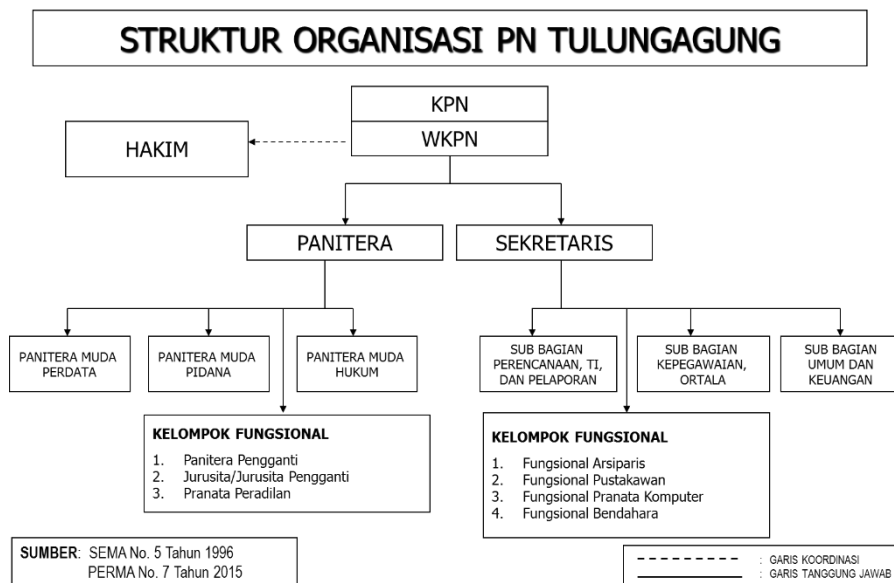 STRUKTUR ORGANISASI PN TULUNGAGUNG
KPN
WKPN
HAKIM
PANITERA
SEKRETARIS
PANITERA MUDA
PERDATA
PANITERA MUDA
PIDANA
PANITERA MUDA
HUKUM
SUB BAGIAN
PERENCANAAN, TI,
DAN PELAPORAN
SUB BAGIAN
KEPEGAWAIAN,
ORTALA
SUB BAGIAN
UMUM DAN
KEUANGAN
KELOMPOK FUNGSIONAL
1. Panitera Pengganti
2. Jurusita/Jurusita Pengganti
3. Pranata Peradilan
KELOMPOK FUNGSIONAL
1. Fungsional Arsiparis
2. Fungsional Pustakawan
3. Fungsional Pranata Komputer
4. Fungsional Bendahara
SUMBER: SEMA No. 5 Tahun 1996
PERMA No. 7 Tahun 2015
: GARIS KOORDINASI
: GARIS TANGGUNG JAWAB